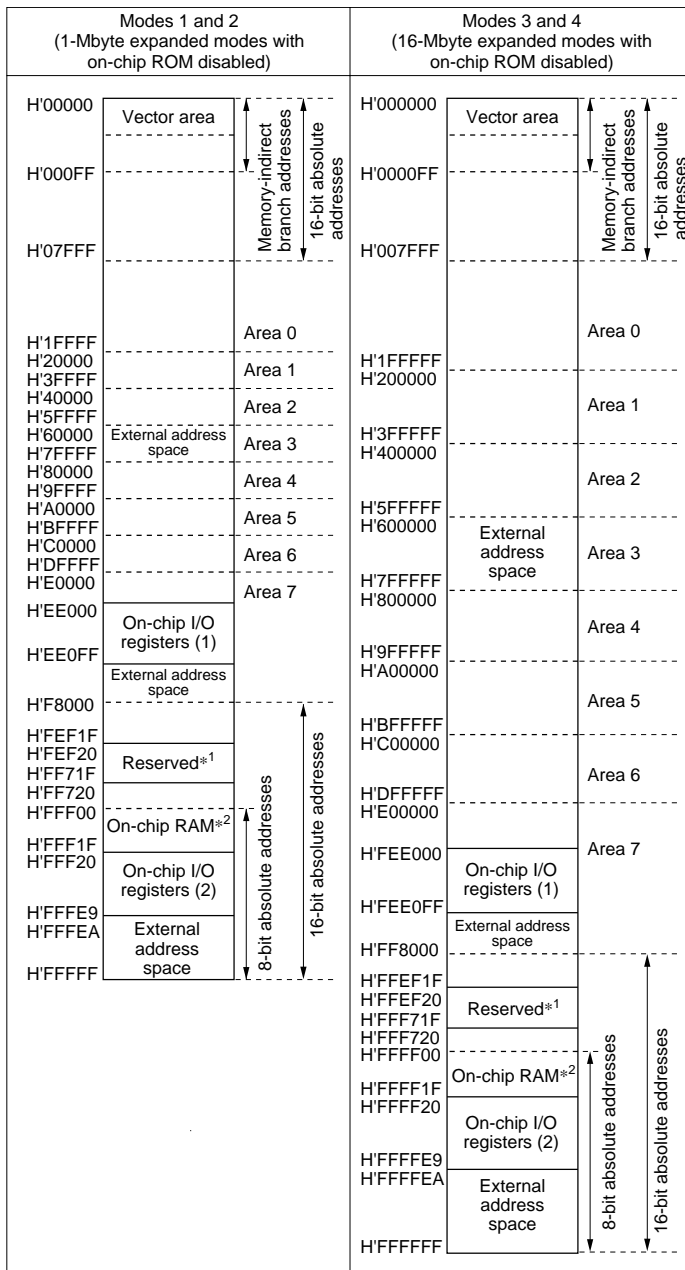 Modes 1 and 2
(1-Mbyte expanded modes with
on-chip ROM disabled)
H'00000
Vector area
H'000FF
Memory-indirect
branch addresses
16-bit absolute
addresses
H'07FFF
H'1FFFF
Area 0
H'20000
Area 1
H'3FFFF
H'40000
Area 2
H'5FFFF
H'60000
External address
space
Area 3
H'7FFFF
H'80000
Area 4
H'9FFFF
H'A0000
Area 5
H'BFFFF
H'C0000
Area 6
H'DFFFF
H'E0000
Area 7
H'EE000
On-chip I/O
registers (1)
H'EE0FF
External address
space
H'F8000
H'FEF1F
H'FEF20
Reserved*1
H'FF71F
H'FF720
H'FFF00
On-chip RAM*2
H'FFF1F
H'FFF20
On-chip I/O
registers (2)
H'FFFE9
H'FFFEA
External
address
space
H'FFFFF
8-bit absolute addresses
16-bit absolute addresses
Modes 3 and 4
(16-Mbyte expanded modes with
on-chip ROM disabled)
H'000000
Vector area
H'0000FF
Memory-indirect
branch addresses
16-bit absolute
addresses
H'007FFF
Area 0
H'1FFFFF
H'200000
Area 1
H'3FFFFF
H'400000
Area 2
H'5FFFFF
H'600000
External
address
space
Area 3
H'7FFFFF
H'800000
Area 4
H'9FFFFF
H'A00000
Area 5
H'BFFFFF
H'C00000
Area 6
H'DFFFFF
H'E00000
Area 7
H'FEE000
On-chip I/O
registers (1)
H'FEE0FF
External address
space
H'FF8000
H'FFEF1F
H'FFEF20
Reserved*1
H'FFF71F
H'FFF720
H'FFFF00
On-chip RAM*2
H'FFFF1F
H'FFFF20
On-chip I/O
registers (2)
H'FFFFE9
H'FFFFEA
External
address
space
H'FFFFFF
8-bit absolute addresses
16-bit absolute addresses